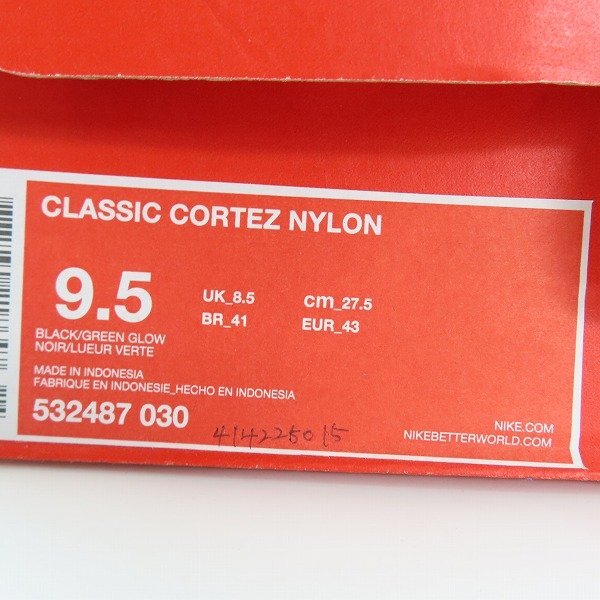 CLASSIC CORTEZ NYLON
9.5 UK_8.5 cm_27.5
BR_41 EUR_43
BLACK/GREEN GLOW
NOIR/LUEUR VERTE
MADE IN INDONESIA
FABRIQUE EN INDONESIE_HECHO EN INDONESIA
532487 030
414225015
NIKE.COM
NIKEBETTERWORLD.COM